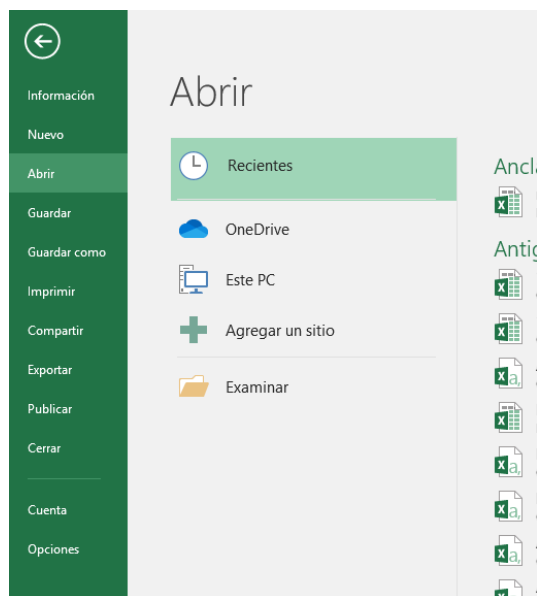 Información
Nuevo
Abrir
Guardar
Guardar como
Imprimir
Compartir
Exportar
Publicar
Cerrar
Cuenta
Opciones
Abrir
Recientes
OneDrive
Este PC
Agregar un sitio
Examinar